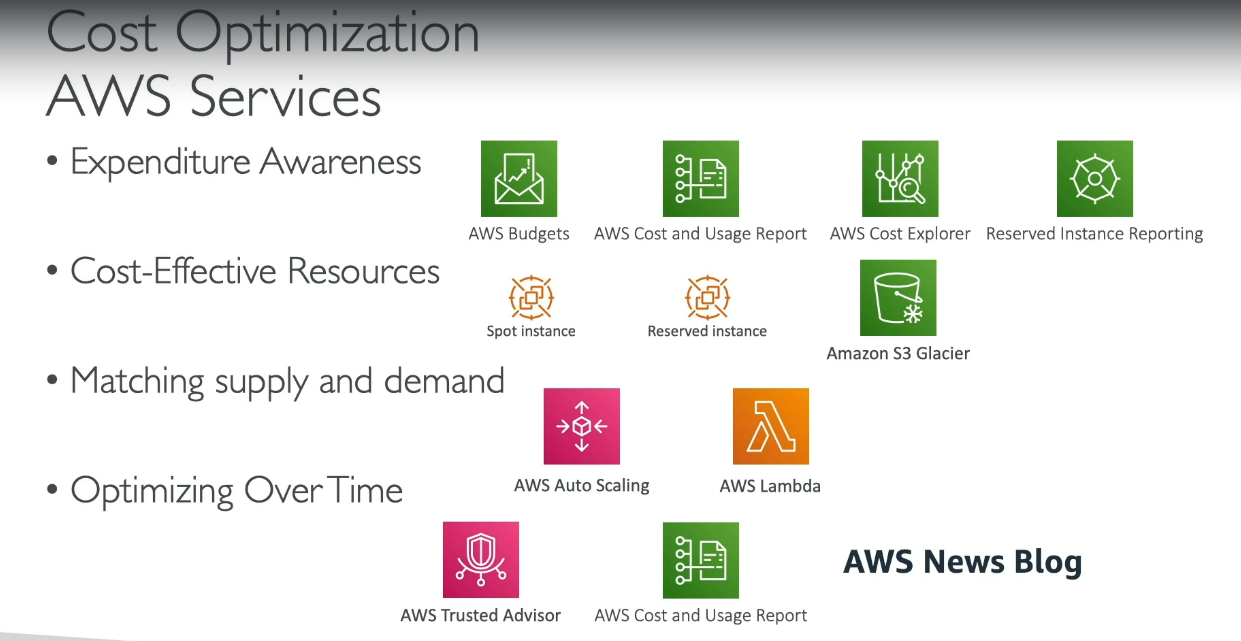 Cost Optimization
AWS Services
• Expenditure Awareness
AWS Budgets
AWS Cost and Usage Report
AWS Cost Explorer
Reserved Instance Reporting
• Cost-Effective Resources
Spot instance
Reserved instance
Amazon S3 Glacier
• Matching supply and demand
AWS Auto Scaling
AWS Lambda
• Optimizing Over Time
AWS Trusted Advisor
AWS Cost and Usage Report
AWS News Blog